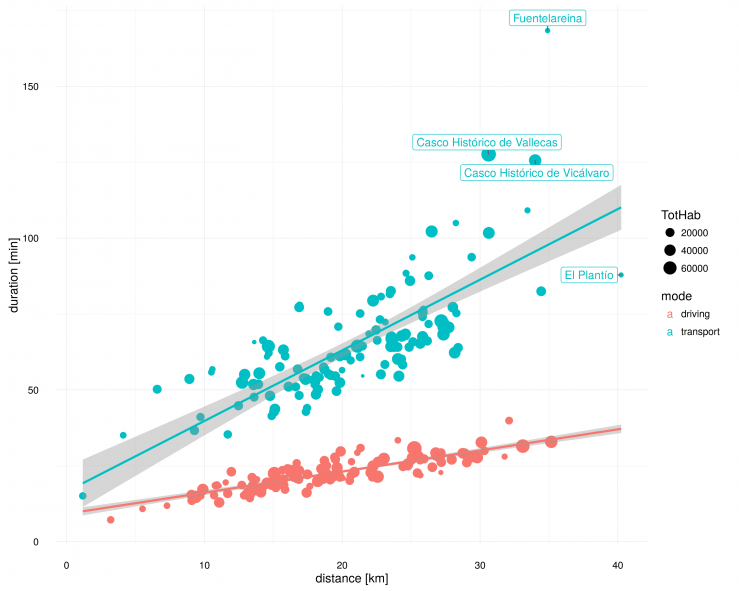 Fuentelareina
150
Casco Histórico de Vallecas
Casco Histórico de Vicálvaro
100
El Plantío
50
0
duration [min]
0 10 20 30 40
distance [km]
TotHab
20000
40000
60000
mode
a driving
a transport